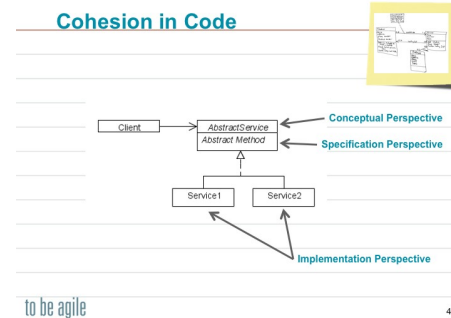 Cohesion in Code
Conceptual Perspective
Client
AbstractService
Abstract Method
Specification Perspective
Service1
Service2
Implementation Perspective
to be agile
4